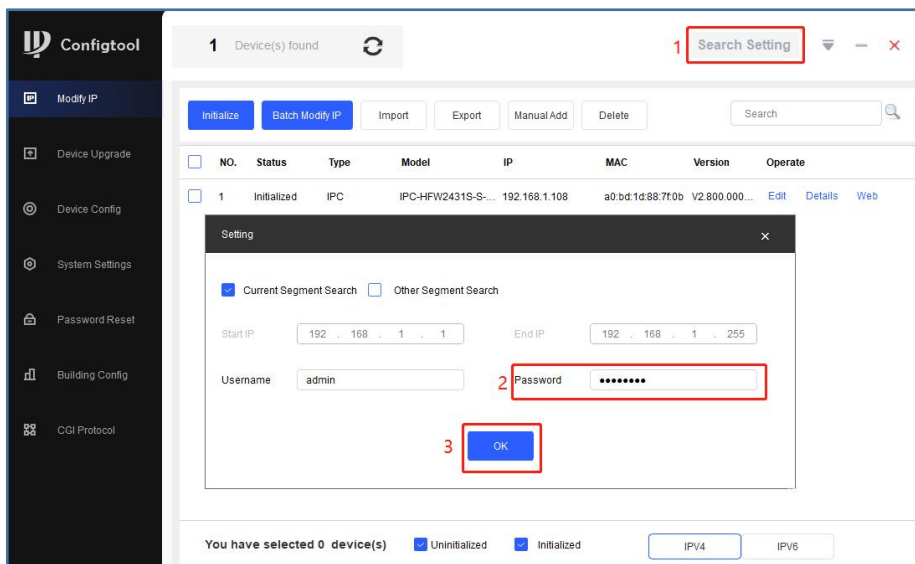 Configtool
1 Device(s) found
1 Search Setting
Modify IP
Device Upgrade
Device Config
System Settings
Password Reset
Building Config
CGI Protocol
Initialize Batch Modify IP Import Export Manual Add Delete Search
NO. Status Type Model IP MAC Version Operate
1 Initialized IPC IPC-HFW2431S-S-... 192.168.1.108 a0:bd:1d:88:7f:0b V2.800.000... Edit Details Web
Setting
Current Segment Search Other Segment Search
Start IP 192 . 168 . 1 . 1 End IP 192 . 168 . 1 . 255
Username admin 2 Password ●●●●●●●●
3 OK
You have selected 0 device(s) Uninitialized Initialized IPV4 IPV6